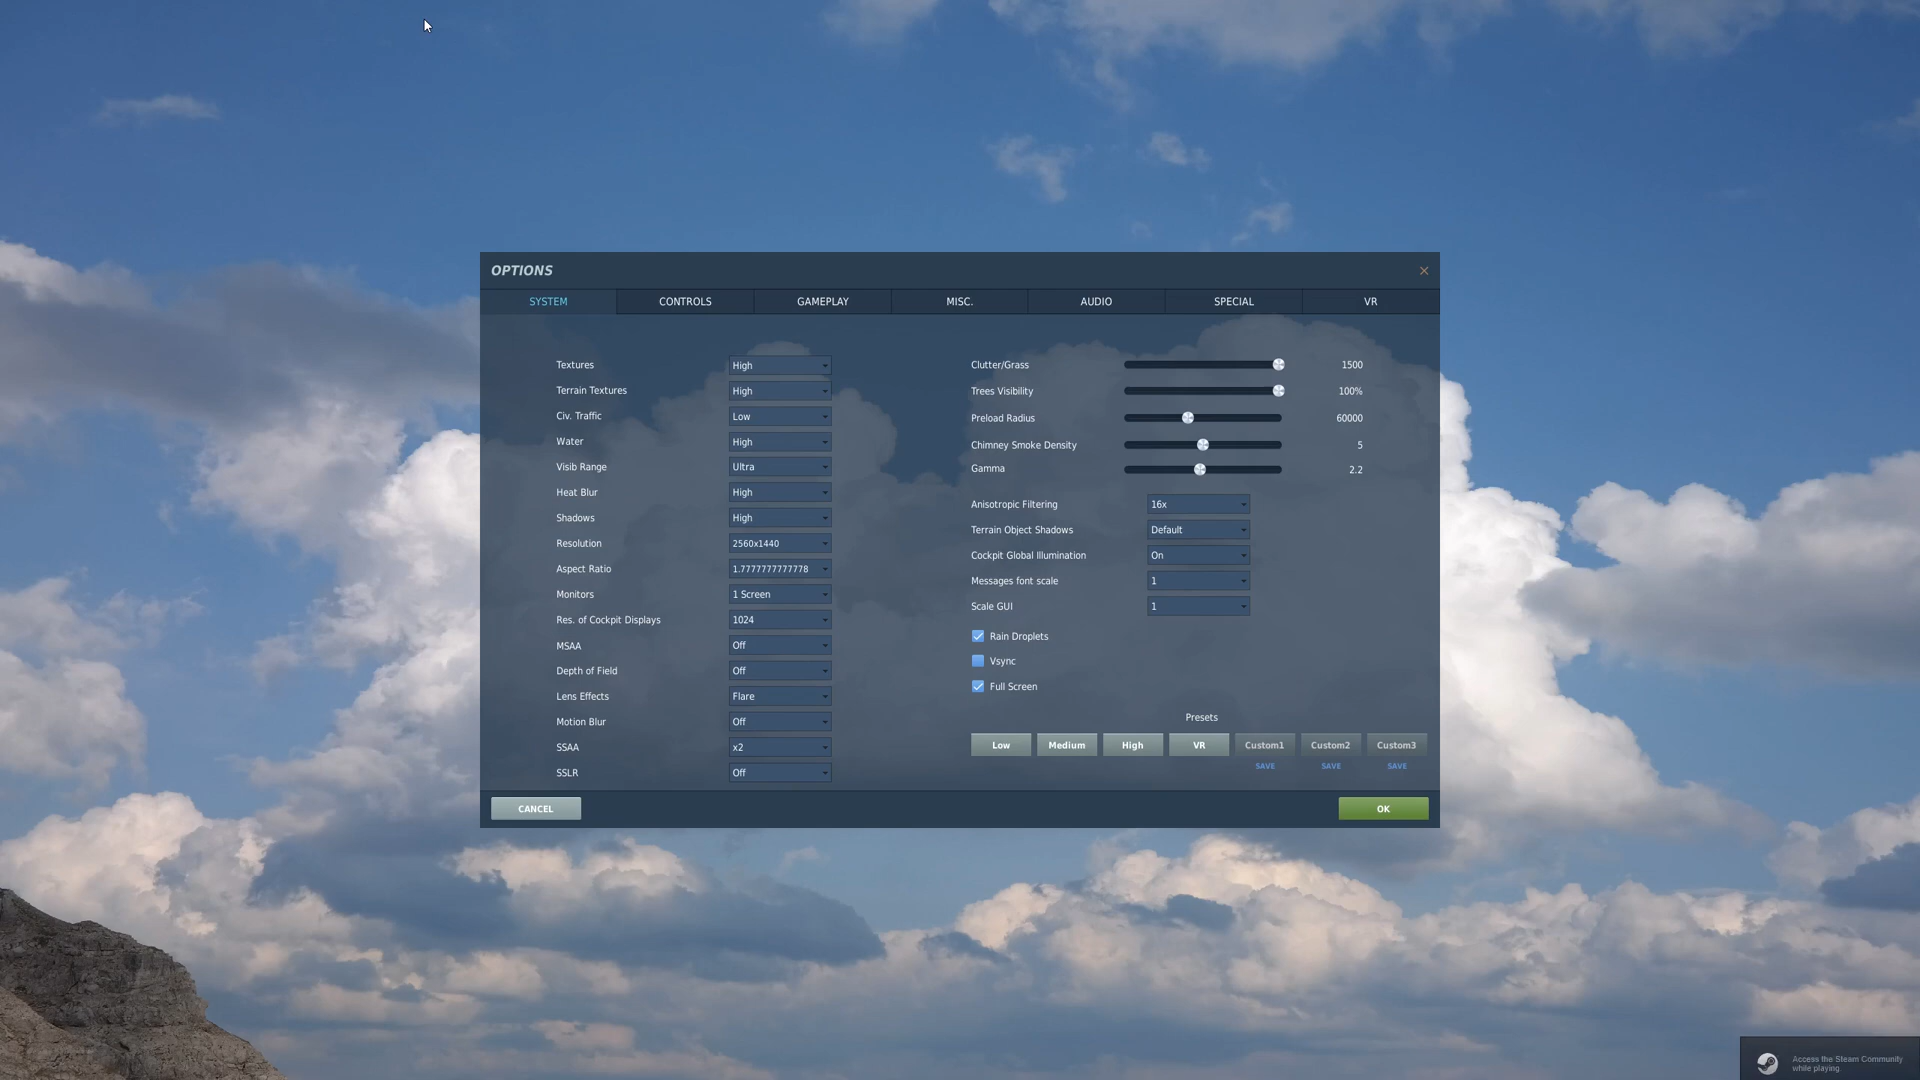 OPTIONS
SYSTEM CONTROLS GAMEPLAY MISC. AUDIO SPECIAL VR
Textures High
Terrain Textures High
Civ. Traffic Low
Water High
Visib Range Ultra
Heat Blur High
Shadows High
Resolution 2560x1440
Aspect Ratio 1.7777777777778
Monitors 1 Screen
Res. of Cockpit Displays 1024
MSAA Off
Depth of Field Off
Lens Effects Flare
Motion Blur Off
SSAA x2
SSLR Off
Clutter/Grass 1500
Trees Visibility 100%
Preload Radius 60000
Chimney Smoke Density 5
Gamma 2.2
Anisotropic Filtering 16x
Terrain Object Shadows Default
Cockpit Global Illumination On
Messages font scale 1
Scale GUI 1
Rain Droplets
Vsync
Full Screen
Presets
Low Medium High VR Custom1 Custom2 Custom3
SAVE SAVE SAVE
CANCEL OK
Access the Steam Community
while playing